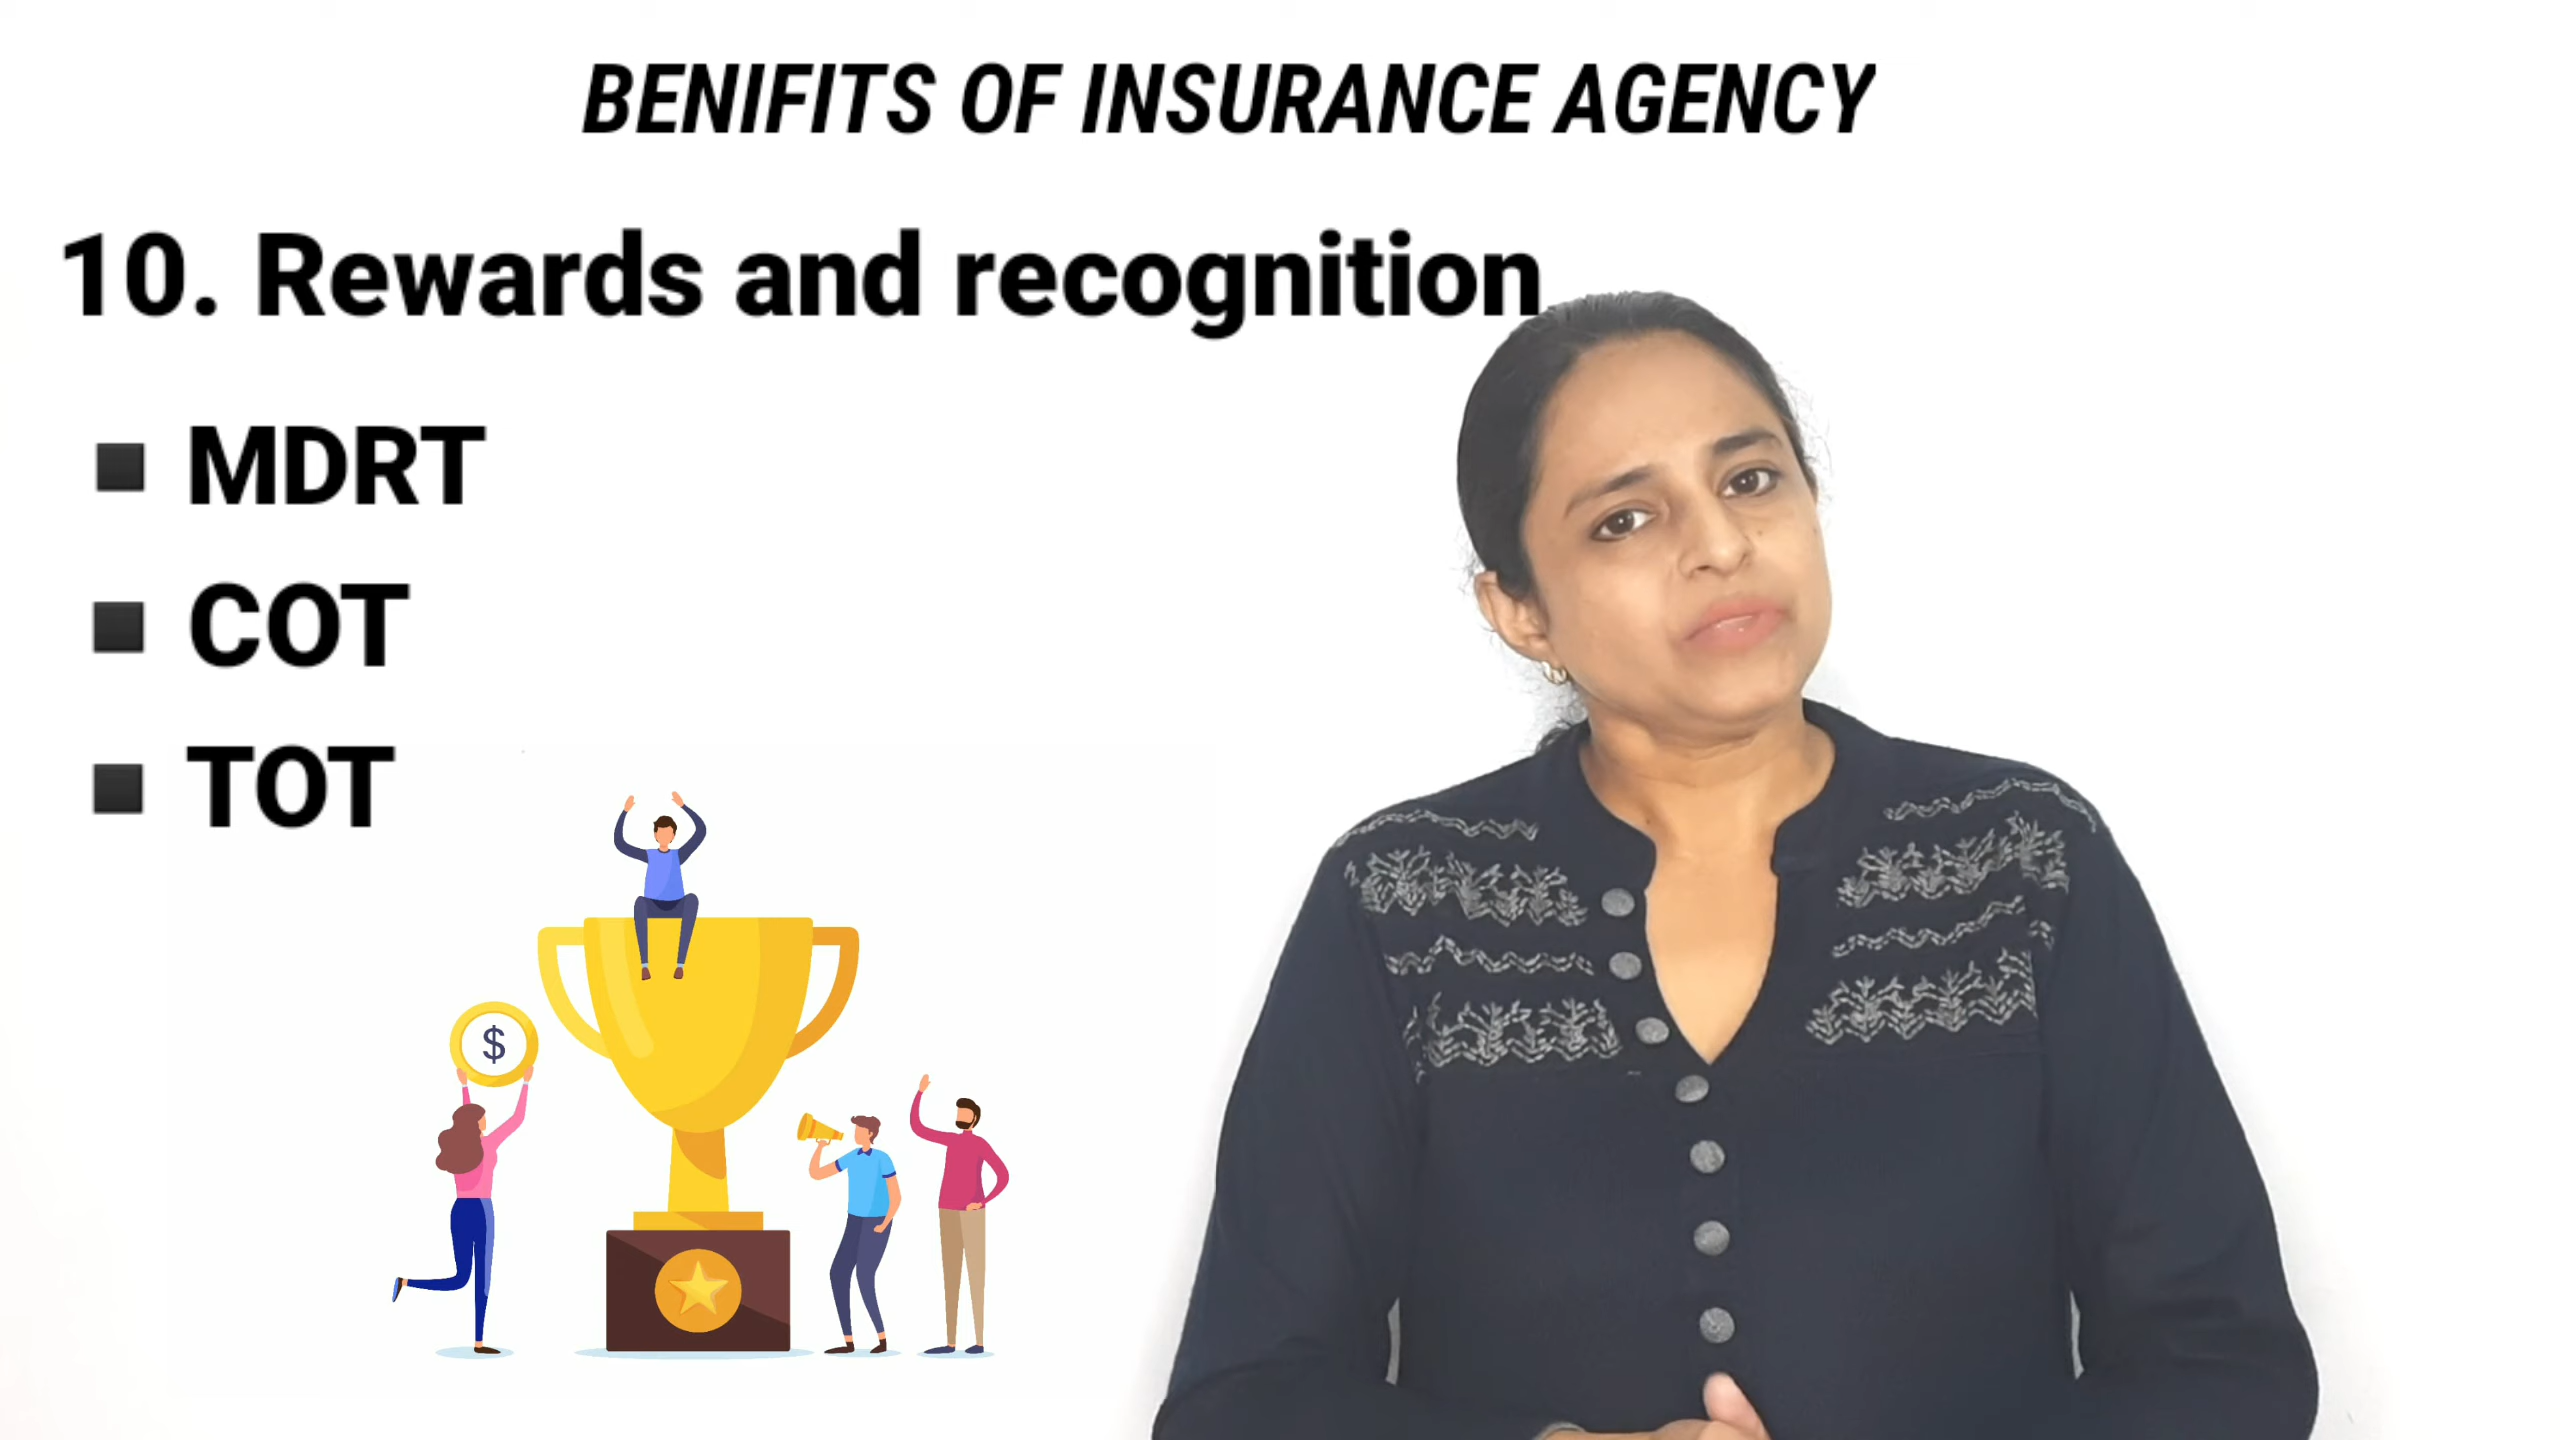 BENIFITS OF INSURANCE AGENCY
10. Rewards and recognition
▪ MDRT
▪ COT
▪ TOT
$